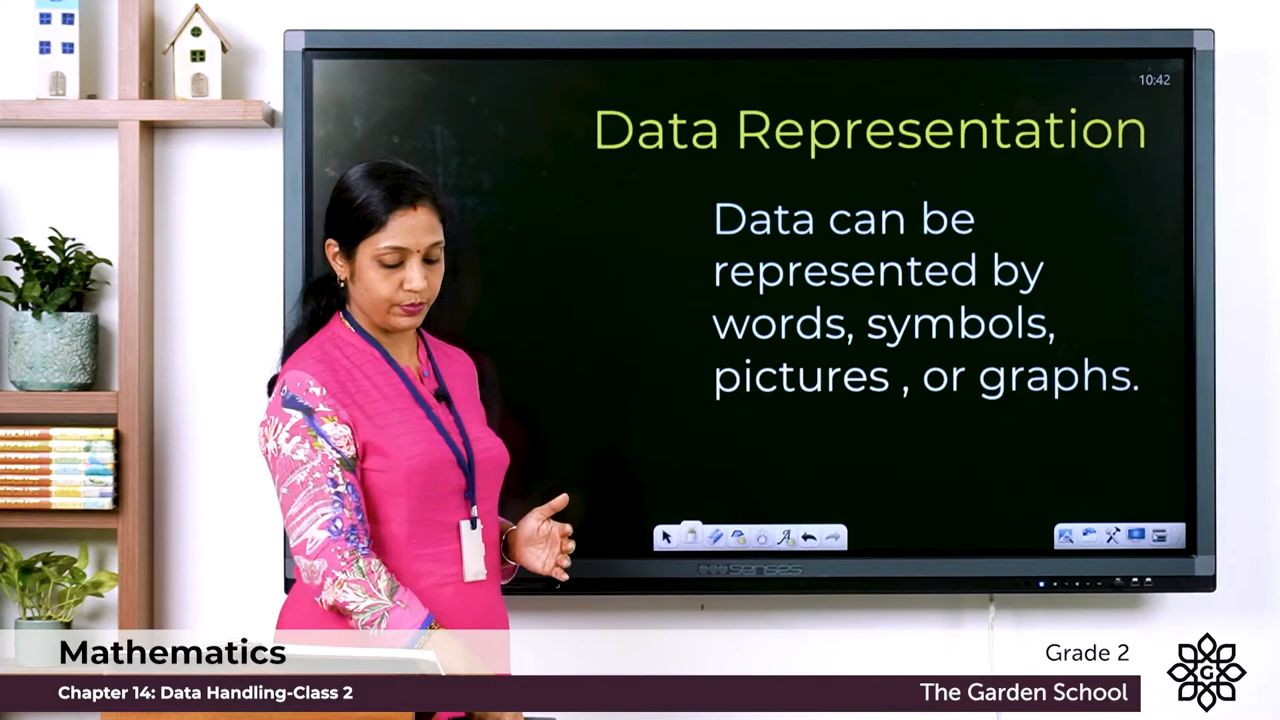 10:42
Data Representation
Data can be
represented by
words, symbols,
pictures , or graphs.
senses
Mathematics
Grade 2
Chapter 14: Data Handling-Class 2
The Garden School
G